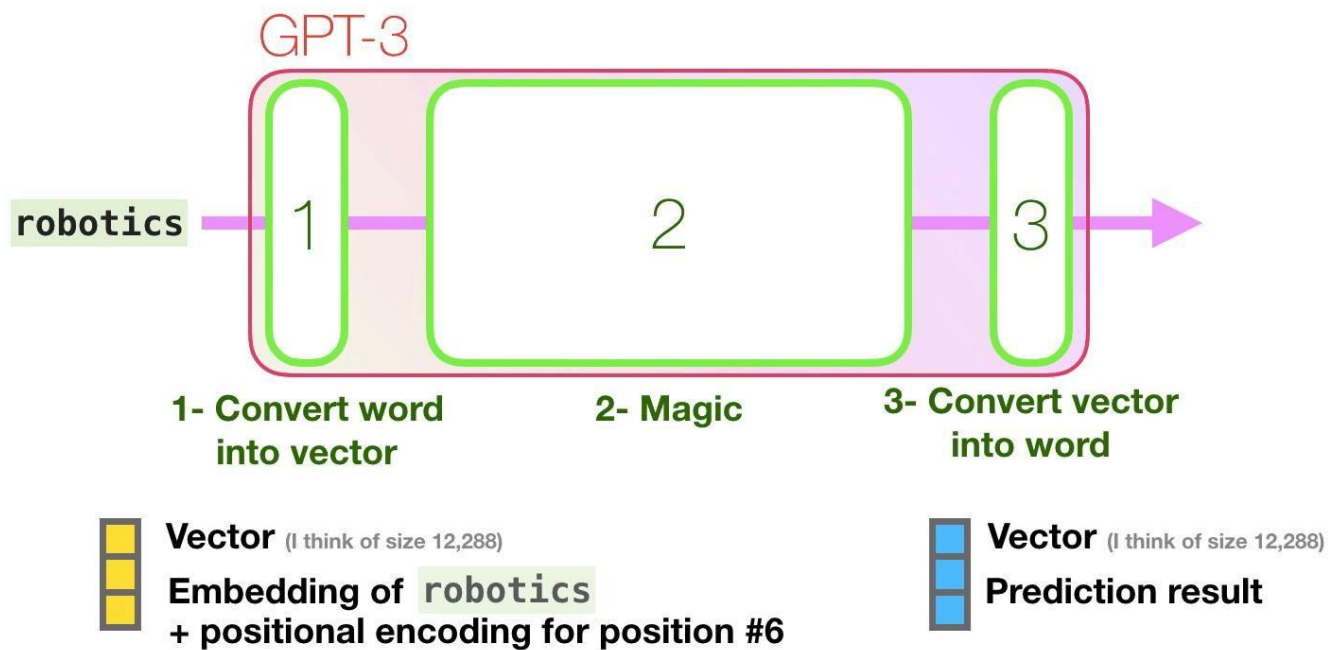 GPT-3
robotics
1
2
3
1- Convert word
into vector
2- Magic
3- Convert vector
into word
Vector (I think of size 12,288)
Embedding of robotics
+ positional encoding for position #6
Vector (I think of size 12,288)
Prediction result